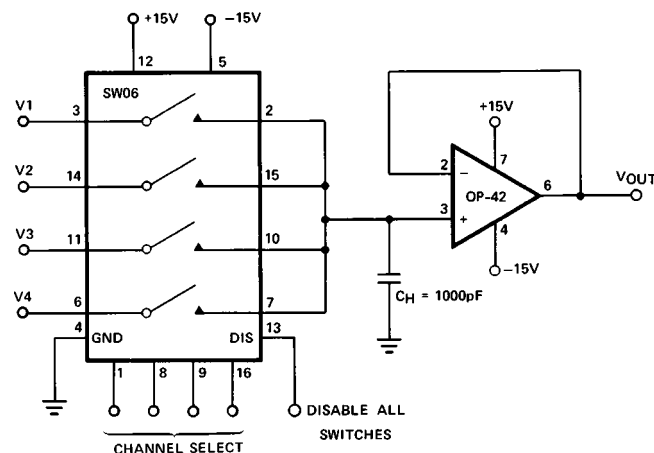 +15V
−15V
12
5
SW06
V1
3
2
V2
14
15
V3
11
10
V4
6
7
4
GND
DIS
13
1
8
9
16
CHANNEL SELECT
DISABLE ALL
SWITCHES
+15V
7
2
−
OP-42
6
VOUT
3
+
4
−15V
CH = 1000pF